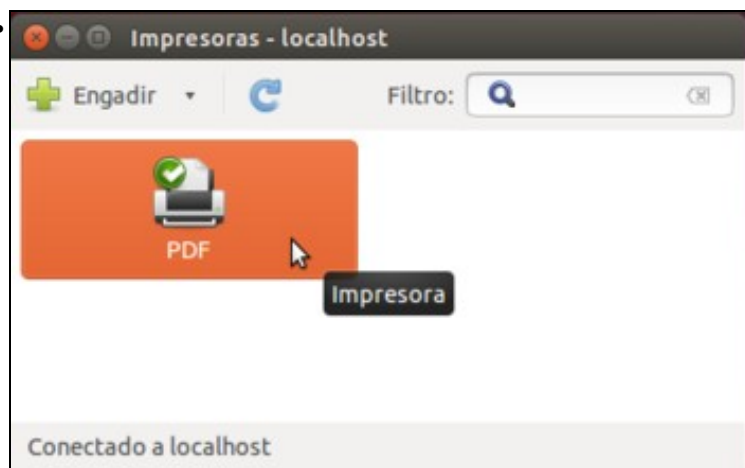 Impresoras - localhost
Engadir
Filtro:
PDF
Impresora
Conectado a localhost